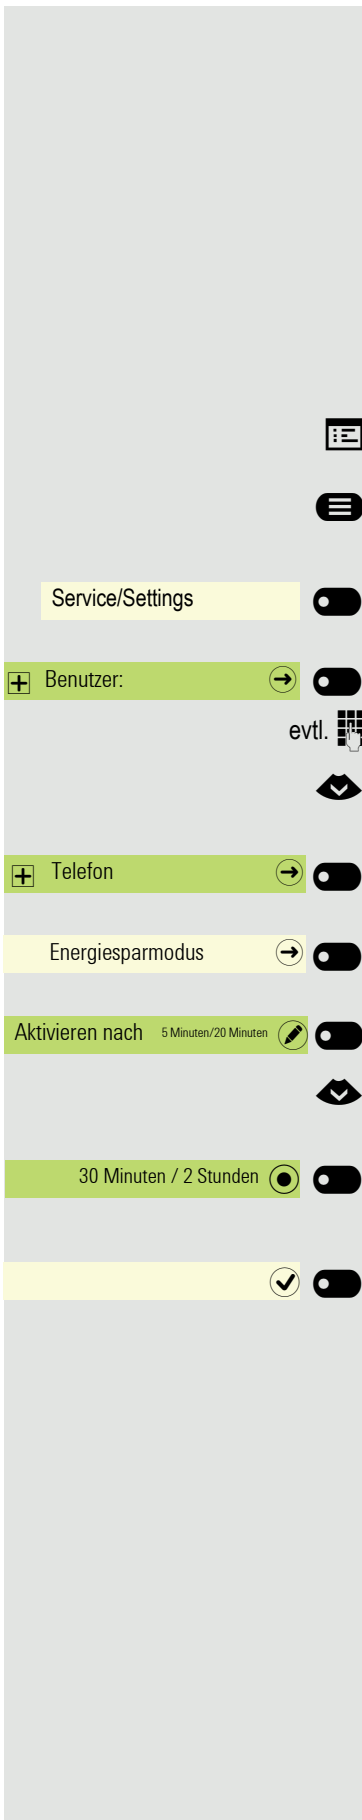 Service/Settings
Benutzer:
evtl.
Telefon
Energiesparmodus
Aktivieren nach 5 Minuten/20 Minuten
30 Minuten / 2 Stunden